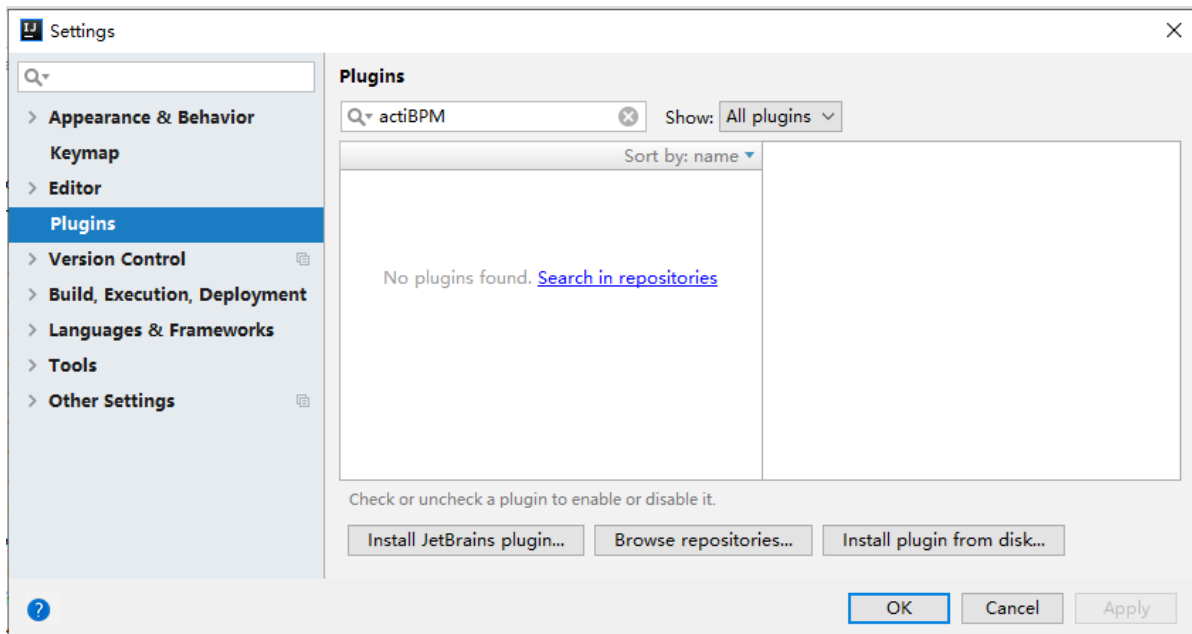 Settings
Plugins
actiBPM
Show: All plugins
Appearance & Behavior
Keymap
Editor
Plugins
Version Control
Build, Execution, Deployment
Languages & Frameworks
Tools
Other Settings
Sort by: name
No plugins found. Search in repositories
Check or uncheck a plugin to enable or disable it.
Install JetBrains plugin...
Browse repositories...
Install plugin from disk...
?
OK
Cancel
Apply